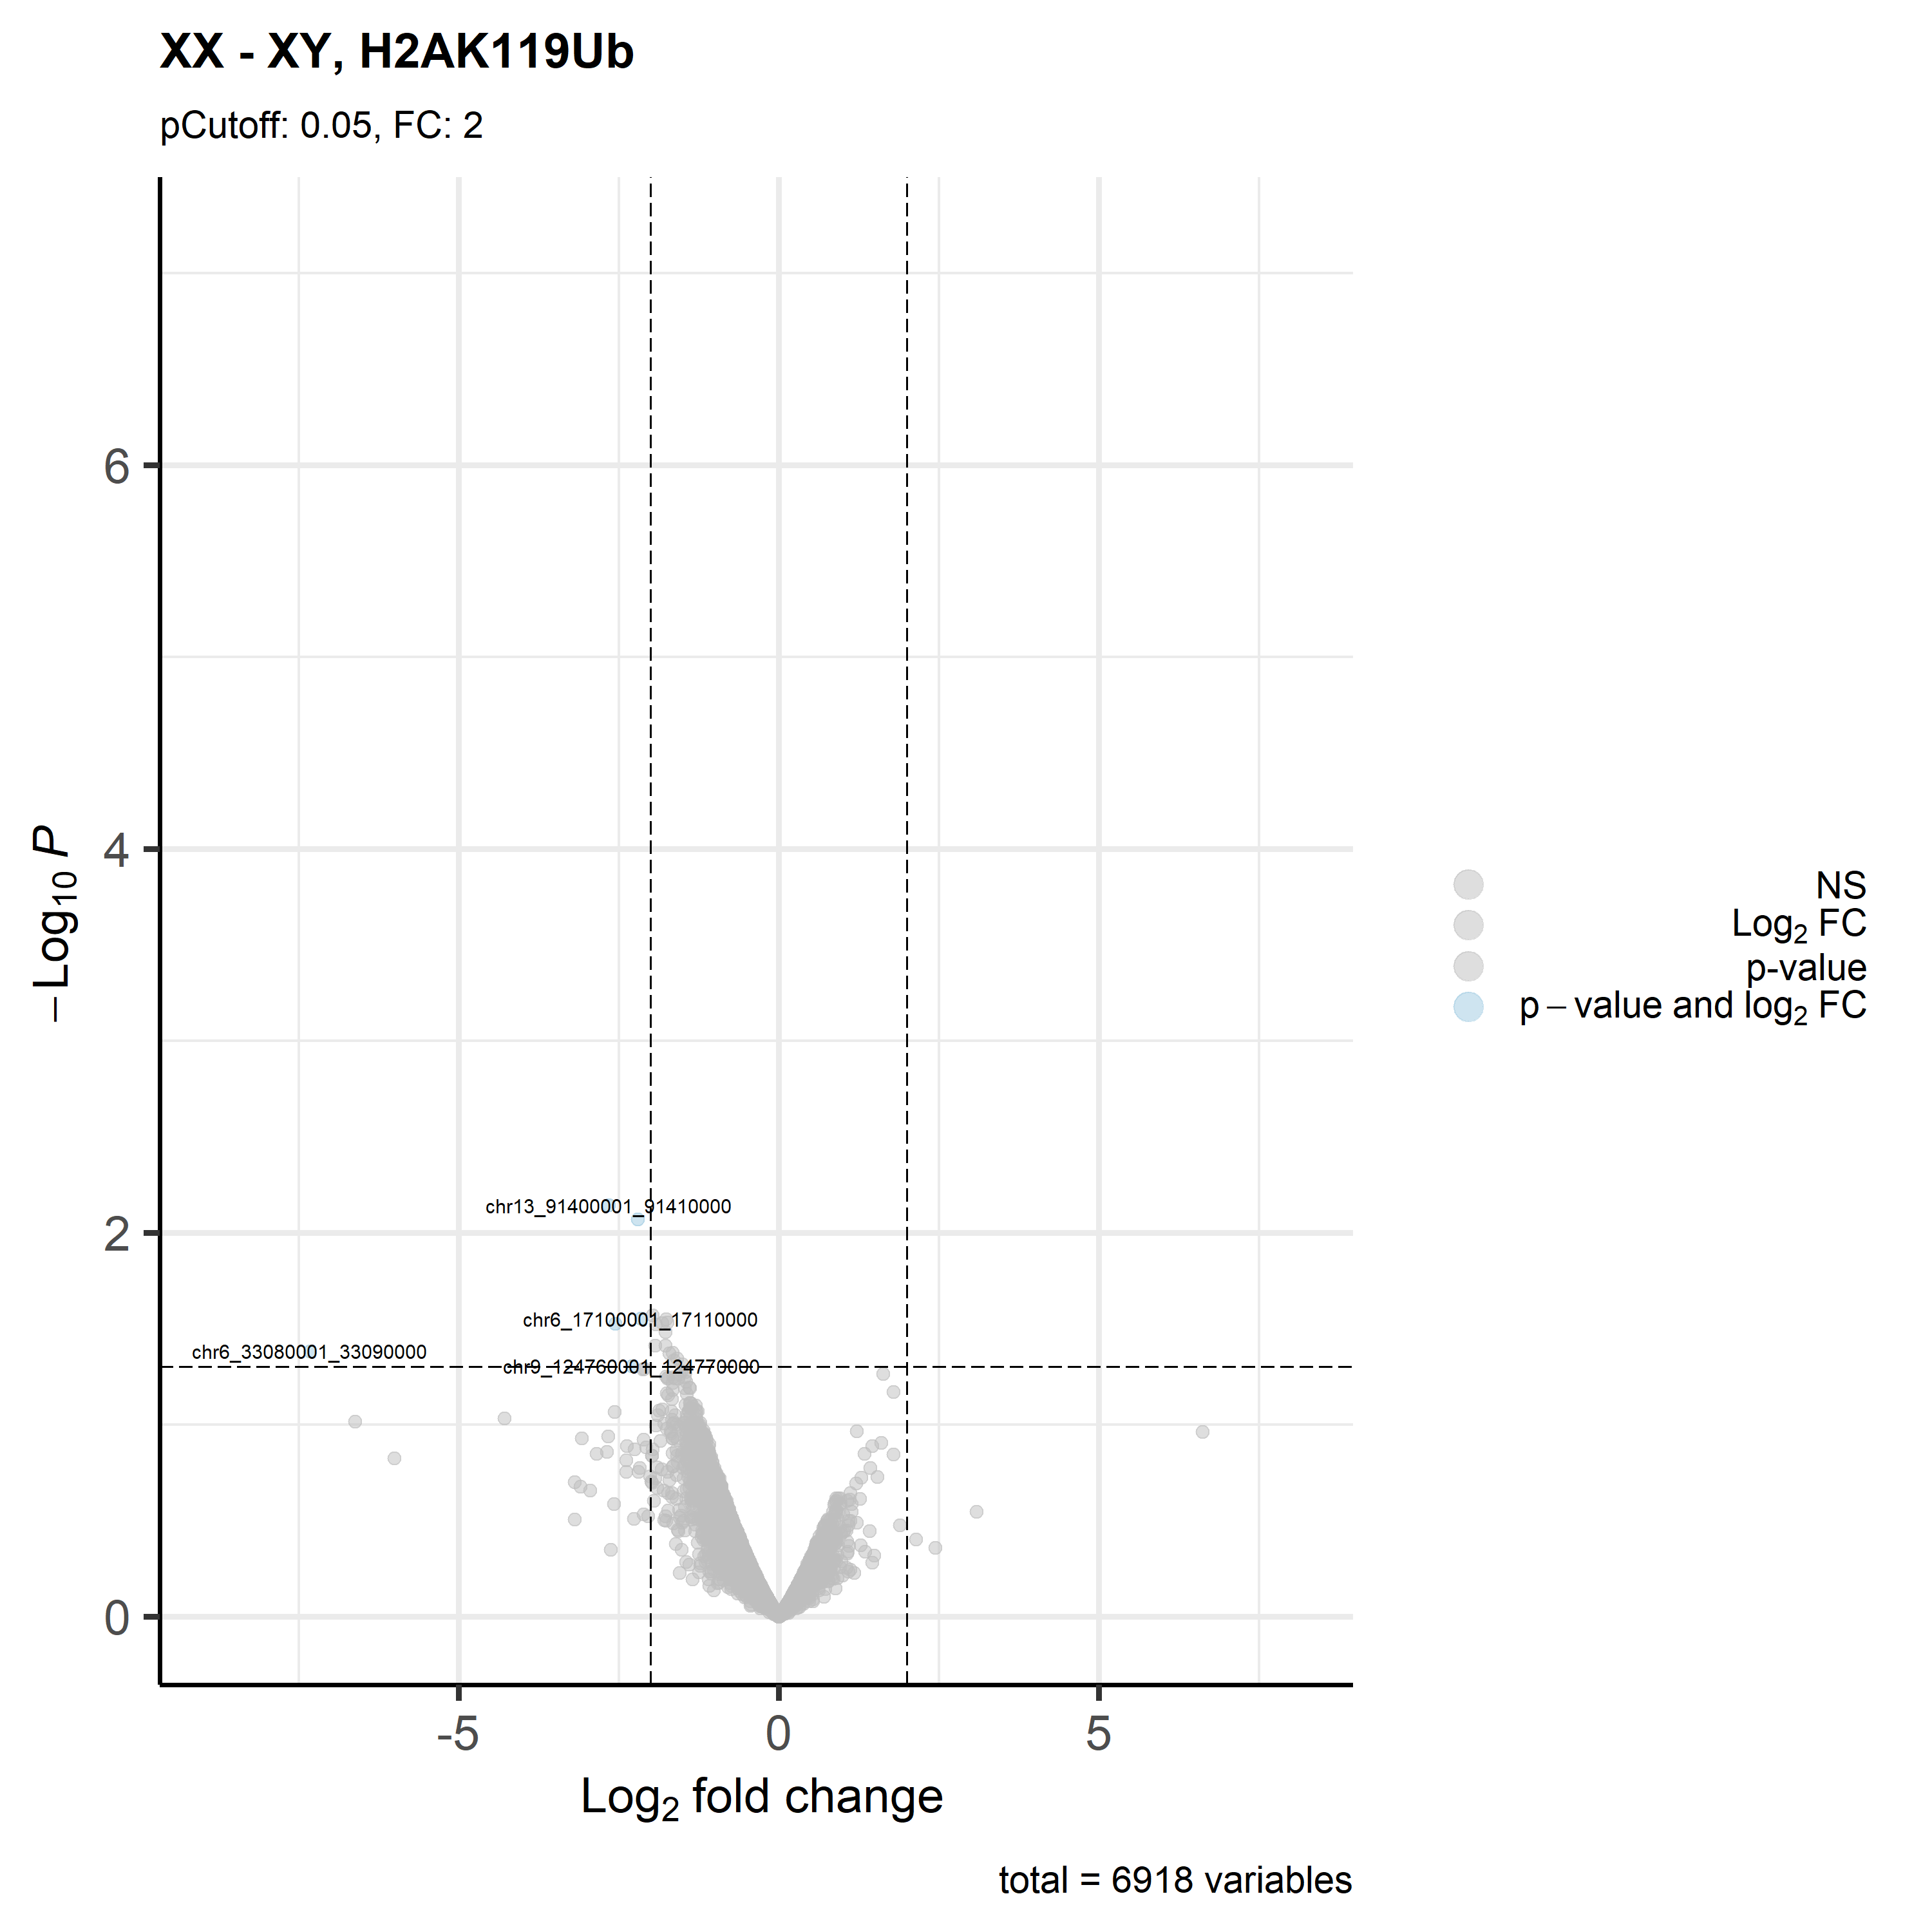 XX - XY, H2AK119Ub
pCutoff: 0.05, FC: 2
6
4
2
0
−Log₁₀ P
chr13_91400001_91410000
chr6_17100001_17110000
chr6_33080001_33090000
chr9_124760001_124770000
NS
Log₂ FC
p-value
p − value and log₂ FC
-5 0 5
Log₂ fold change
total = 6918 variables